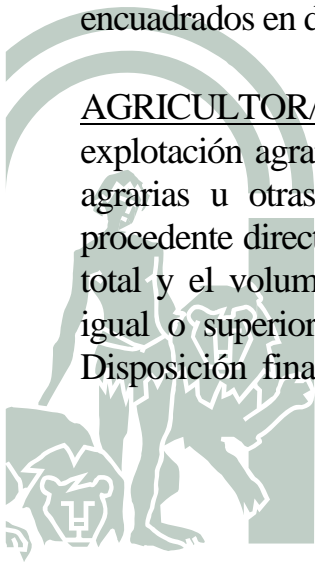 encuadrados en d
AGRICULTOR/
explotación agra
agrarias u otras
procedente direct
total y el volum
igual o superior
Disposición fina